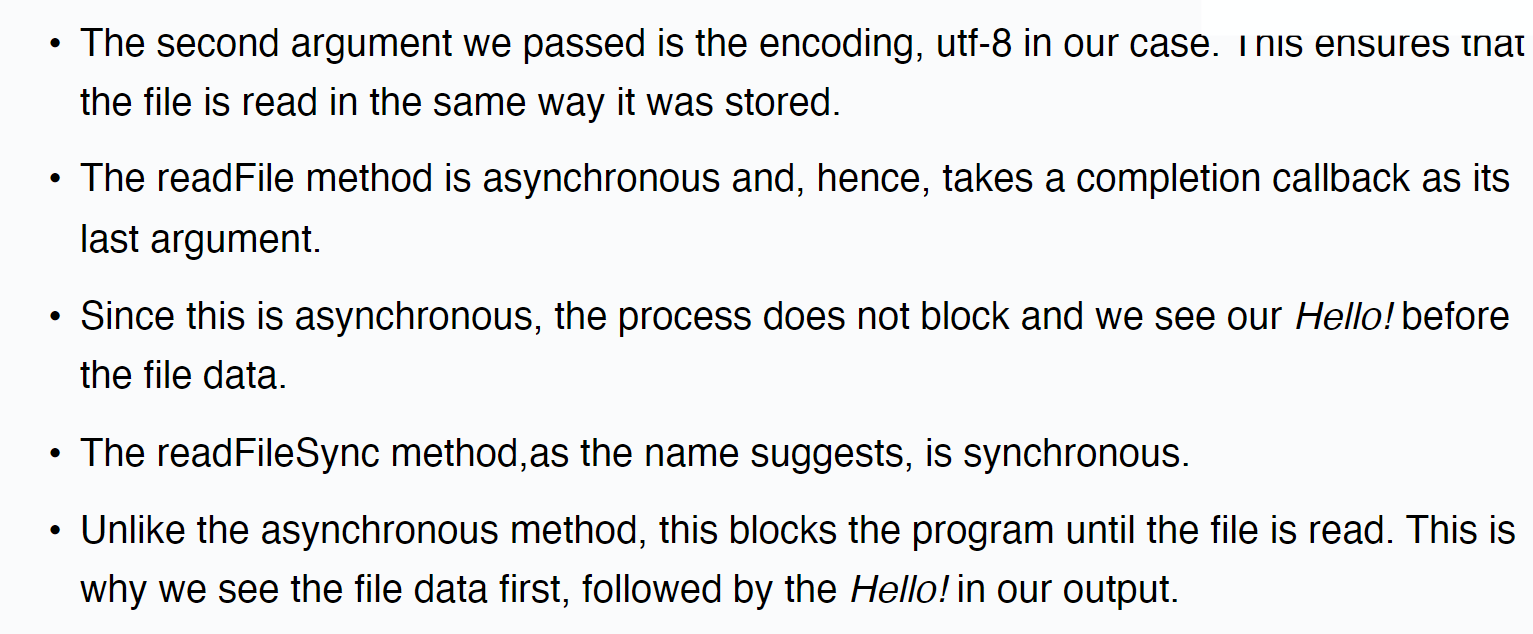 • The second argument we passed is the encoding, utf-8 in our case. This ensures that
the file is read in the same way it was stored.
• The readFile method is asynchronous and, hence, takes a completion callback as its
last argument.
• Since this is asynchronous, the process does not block and we see our Hello! before
the file data.
• The readFileSync method,as the name suggests, is synchronous.
• Unlike the asynchronous method, this blocks the program until the file is read. This is
why we see the file data first, followed by the Hello! in our output.